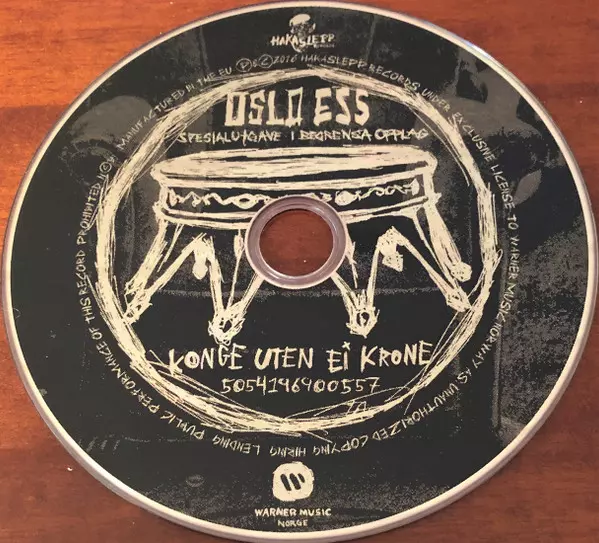 HAKASLEPP
OSLO ESS
SPESIALUTGAVE I BEGRENSA OPPLAG
KONGE UTEN EI KRONE
5054196900557
MANUFACTURED IN THE EU ℗&© 2016 HAKASLEPP RECORDS UNDER EXCLUSIVE LICENSE TO WARNER MUSIC NORWAY AS UNAUTHORIZED COPYING HIRING LENDING PUBLIC PERFORMANCE OF THIS RECORD PROHIBITED
WARNER MUSIC
NORGE